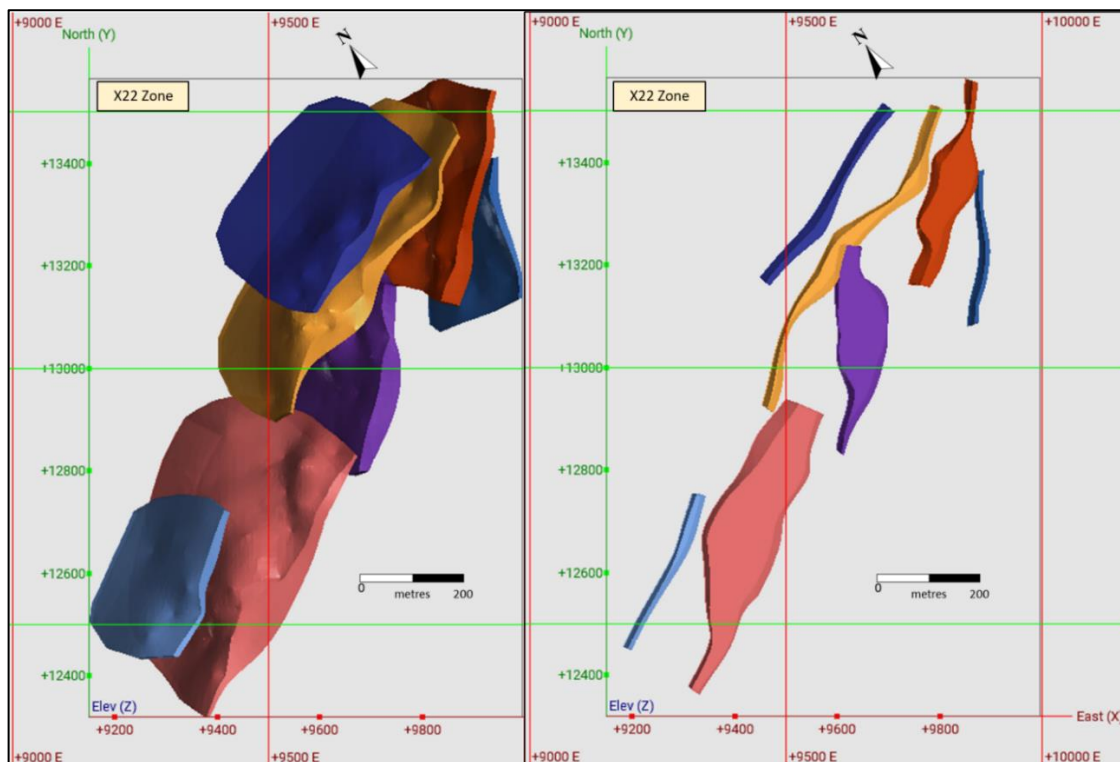 +9000 E
+9500 E
North (Y)
N
X22 Zone
+13400
+13200
+13000
+12800
+12600
+12400
0
metres
200
Elev (Z)
+9200
+9600
+9800
+9000 E
+9500 E
+9000 E
+9500 E
+10000 E
North (Y)
N
X22 Zone
+13400
+13200
+13000
+12800
+12600
+12400
0
metres
200
Elev (Z)
+9200
+9400
+9600
+9800
East (X)
+9000 E
+9500 E
+10000 E